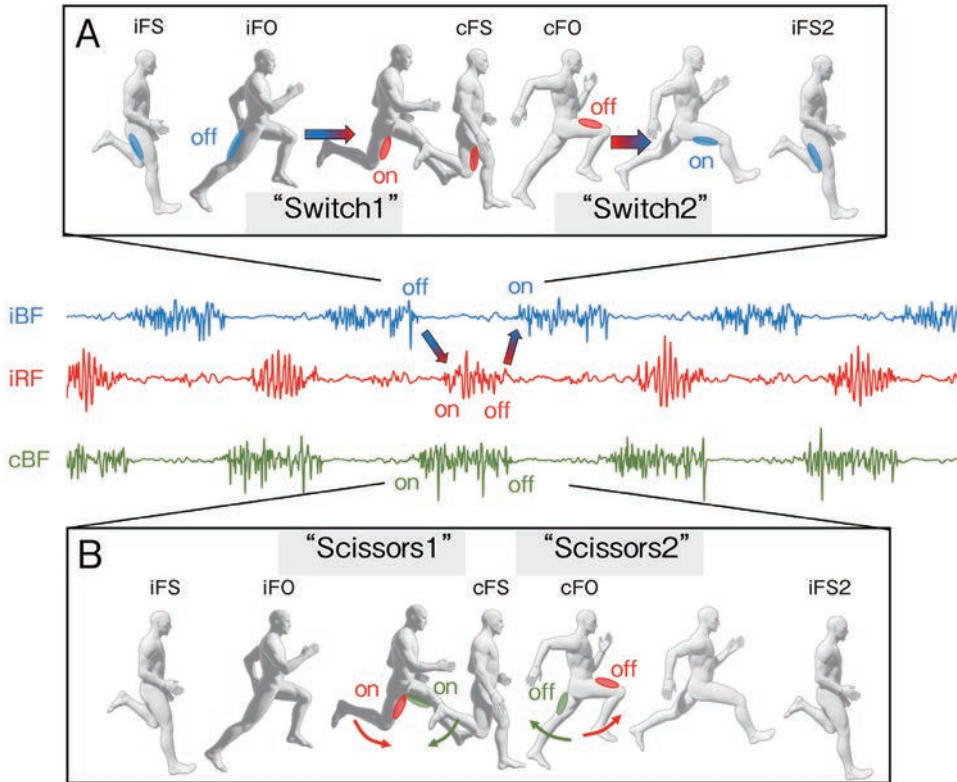 A
iFS iFO cFS cFO iFS2
off
off
on
on
“Switch1” “Switch2”
off on
iBF
iRF
on off
cBF
on off
“Scissors1” “Scissors2”
B
iFS iFO cFS cFO iFS2
on on off off